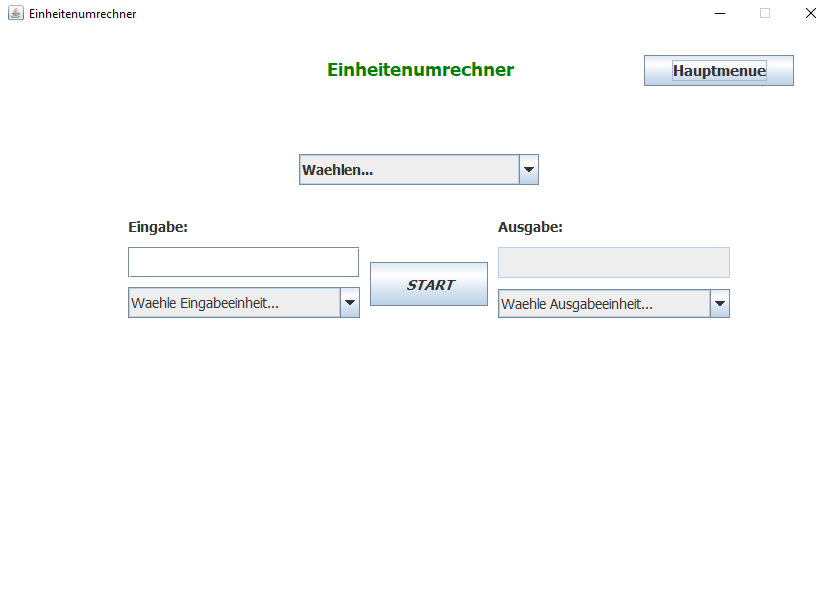 Einheitenumrechner
Einheitenumrechner
Hauptmenue
Waehlen...
Eingabe:
Ausgabe:
START
Waehle Eingabeeinheit...
Waehle Ausgabeeinheit...